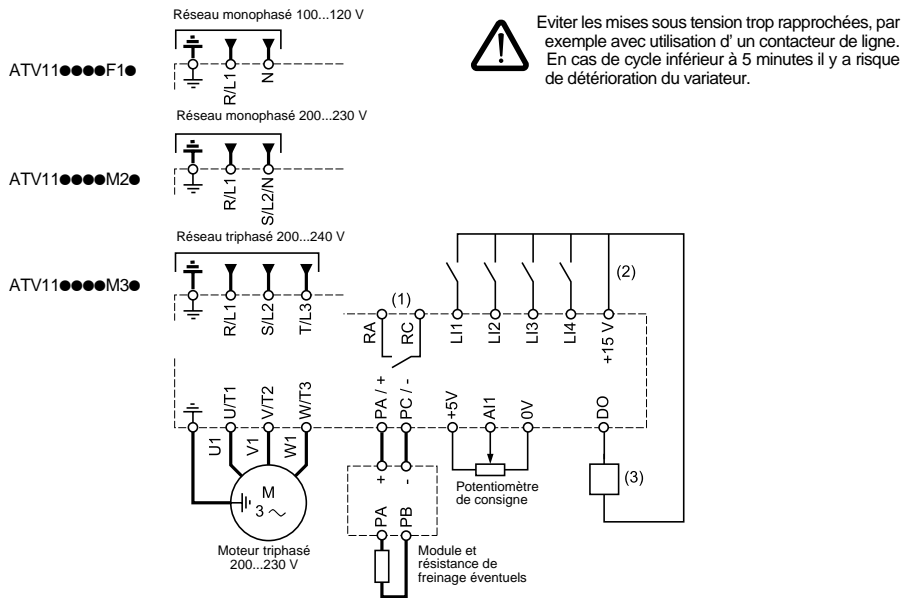 Réseau monophasé 100...120 V
ATV11●●●●F1●
R/L1
N
Eviter les mises sous tension trop rapprochées, par
exemple avec utilisation d' un contacteur de ligne.
En cas de cycle inférieur à 5 minutes il y a risque
de détérioration du variateur.
Réseau monophasé 200...230 V
ATV11●●●●M2●
R/L1
S/L2/N
Réseau triphasé 200...240 V
ATV11●●●●M3●
R/L1
S/L2
T/L3
(1)
(2)
RA
RC
LI1
LI2
LI3
LI4
+15 V
U/T1
V/T2
W/T3
PA / +
PC / -
+5V
AI1
0V
DO
U1
V1
W1
M
3 ~
+
-
PA
PB
Potentiomètre
de consigne
(3)
Moteur triphasé
200...230 V
Module et
résistance de
freinage éventuels